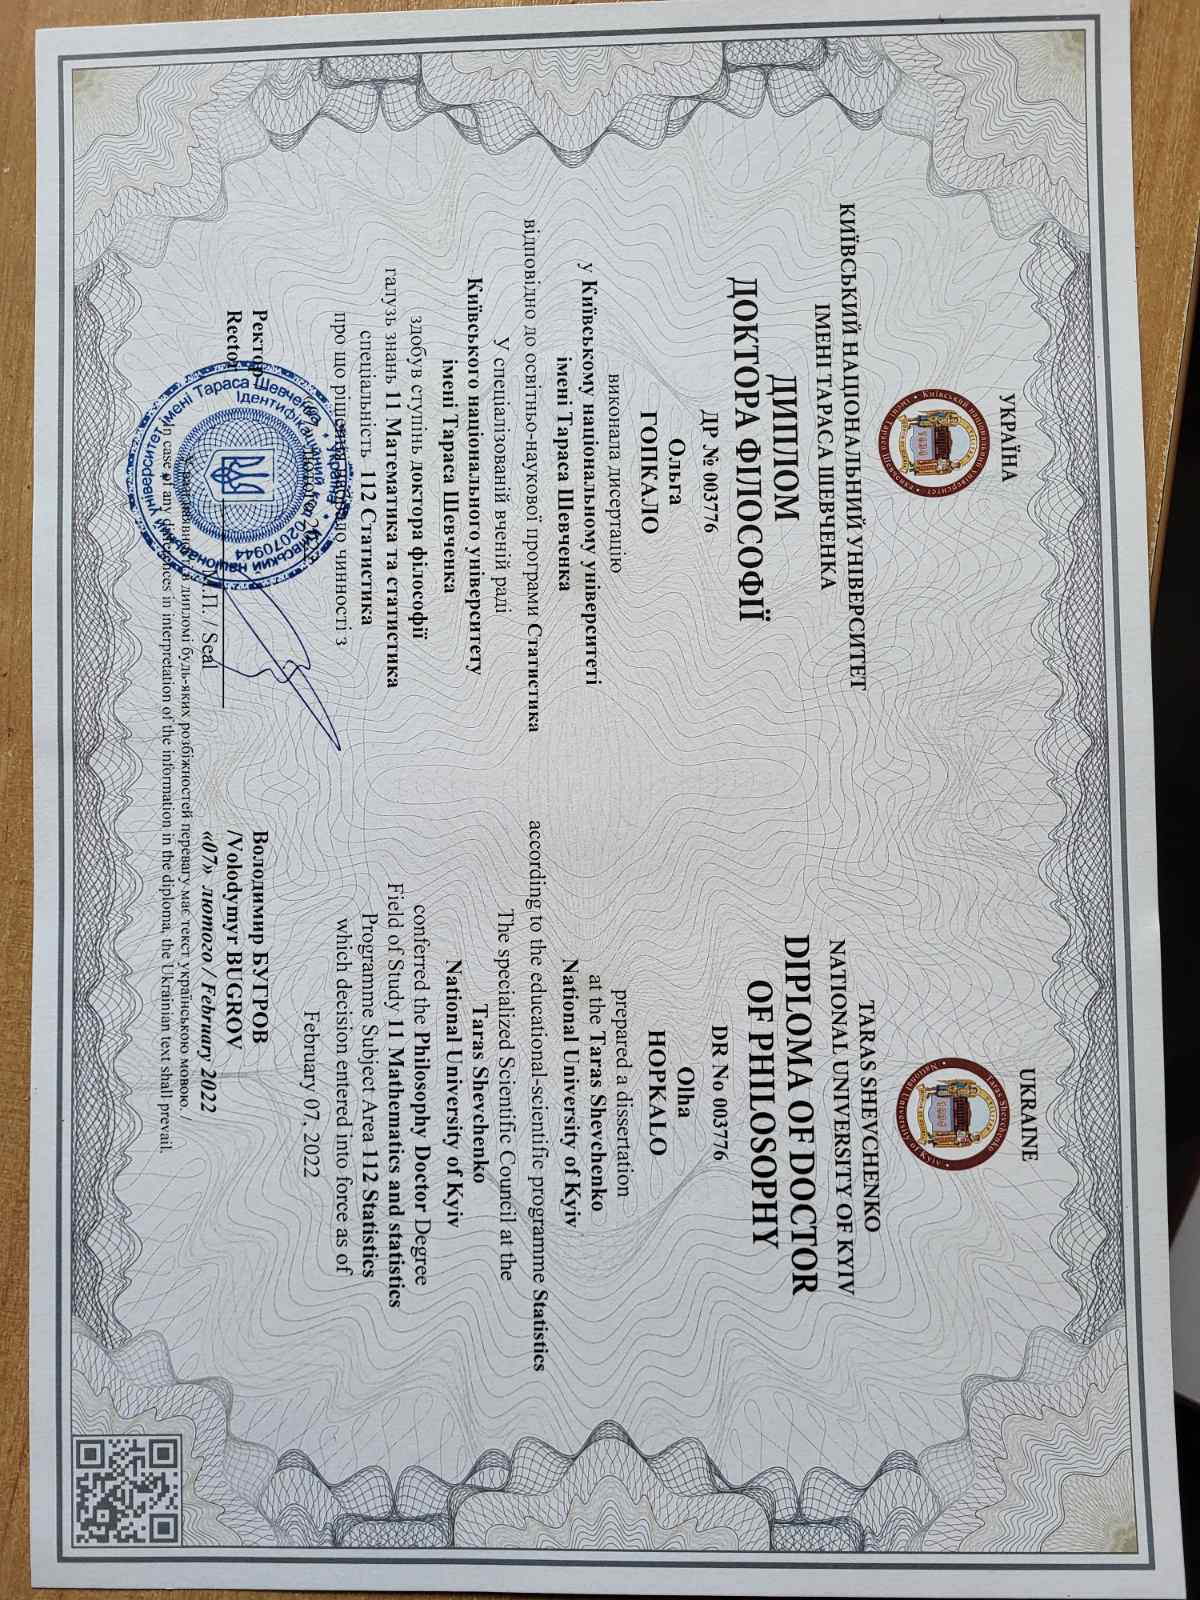 УКРАЇНА
КИЇВСЬКИЙ НАЦІОНАЛЬНИЙ УНІВЕРСИТЕТ
ІМЕНІ ТАРАСА ШЕВЧЕНКА
ДИПЛОМ
ДОКТОРА ФІЛОСОФІЇ
ДР № 003776
Ольга
ГОПКАЛО
виконала дисертацію
у Київському національному університеті
імені Тараса Шевченка
відповідно до освітньо-наукової програми Статистика
У спеціалізованій вченій раді
Київського національного університету
імені Тараса Шевченка
здобув ступінь доктора філософії
галузь знань 11 Математика та статистика
спеціальність 112 Статистика
про що рішення чинності з
Ректор
Rector
М.П. / Seal
UKRAINE
TARAS SHEVCHENKO
NATIONAL UNIVERSITY OF KYIV
DIPLOMA OF DOCTOR
OF PHILOSOPHY
DR No 003776
Olha
HOPKALO
prepared a dissertation
at the Taras Shevchenko
National University of Kyiv
according to the educational-scientific programme Statistics
The specialized Scientific Council at the
Taras Shevchenko
National University of Kyiv
conferred the Philosophy Doctor Degree
Field of Study 11 Mathematics and statistics
Programme Subject Area 112 Statistics
which decision entered into force as of
February 07, 2022
Володимир БУГРОВ
/Volodymyr BUGROV
«07» лютого / February 2022
дипломі будь-яких розбіжностей перевагу має текст українською мовою. /
In case of any differences in interpretation of the information in the diploma, the Ukrainian text shall prevail.